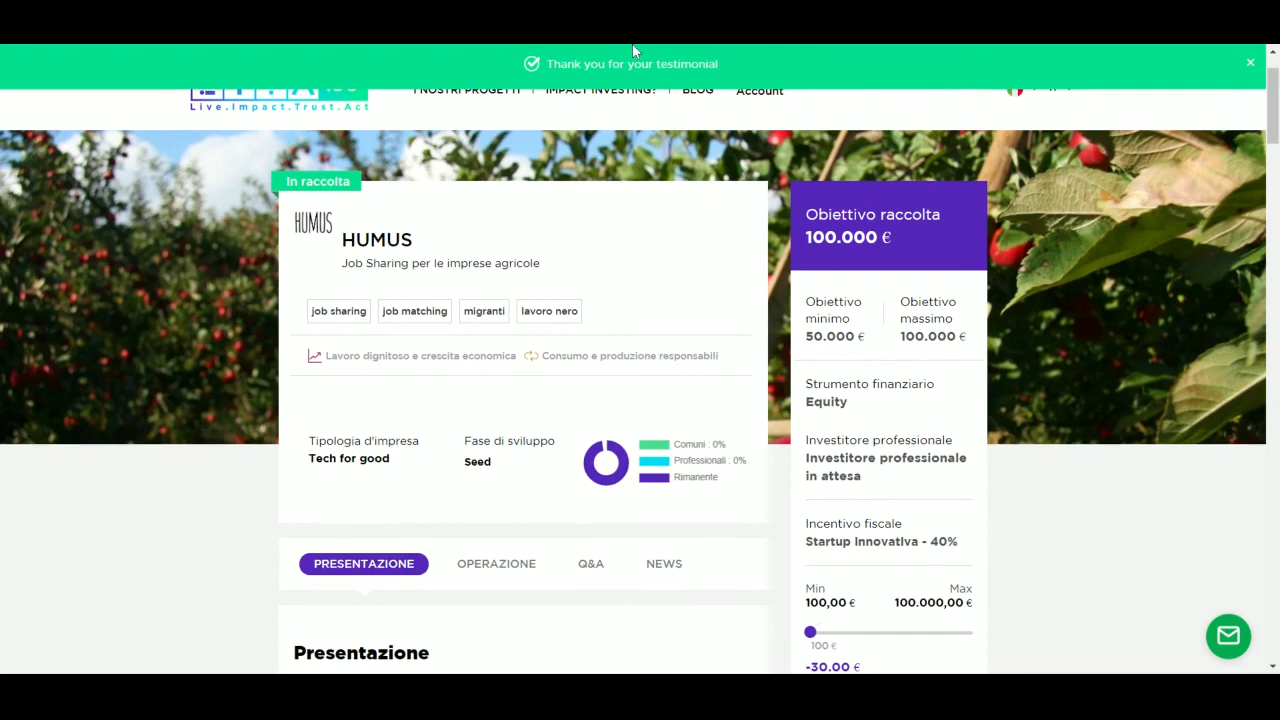 Thank you for your testimonial
I NOSTRI PROGETTI
IMPACT INVESTING?
BLOG
Account
Live.Impact.Trust.Act
In raccolta
HUMUS
HUMUS
Job Sharing per le imprese agricole
job sharing
job matching
migranti
lavoro nero
Lavoro dignitoso e crescita economica
Consumo e produzione responsabili
Tipologia d'impresa
Tech for good
Fase di sviluppo
Seed
Comuni : 0%
Professionali : 0%
Rimanente
PRESENTAZIONE
OPERAZIONE
Q&A
NEWS
Presentazione
Obiettivo raccolta
100.000 €
Obiettivo
minimo
50.000 €
Obiettivo
massimo
100.000 €
Strumento finanziario
Equity
Investitore professionale
Investitore professionale
in attesa
Incentivo fiscale
Startup Innovativa - 40%
Min
100,00 €
Max
100.000,00 €
100 €
-30.00 €